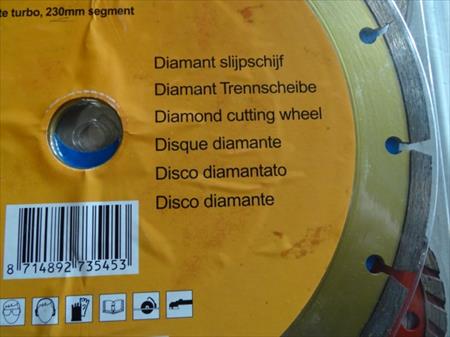 te turbo, 230mm segment
Diamant slijpschijf
Diamant Trennscheibe
Diamond cutting wheel
Disque diamante
Disco diamantato
Disco diamante
8 714892 735453